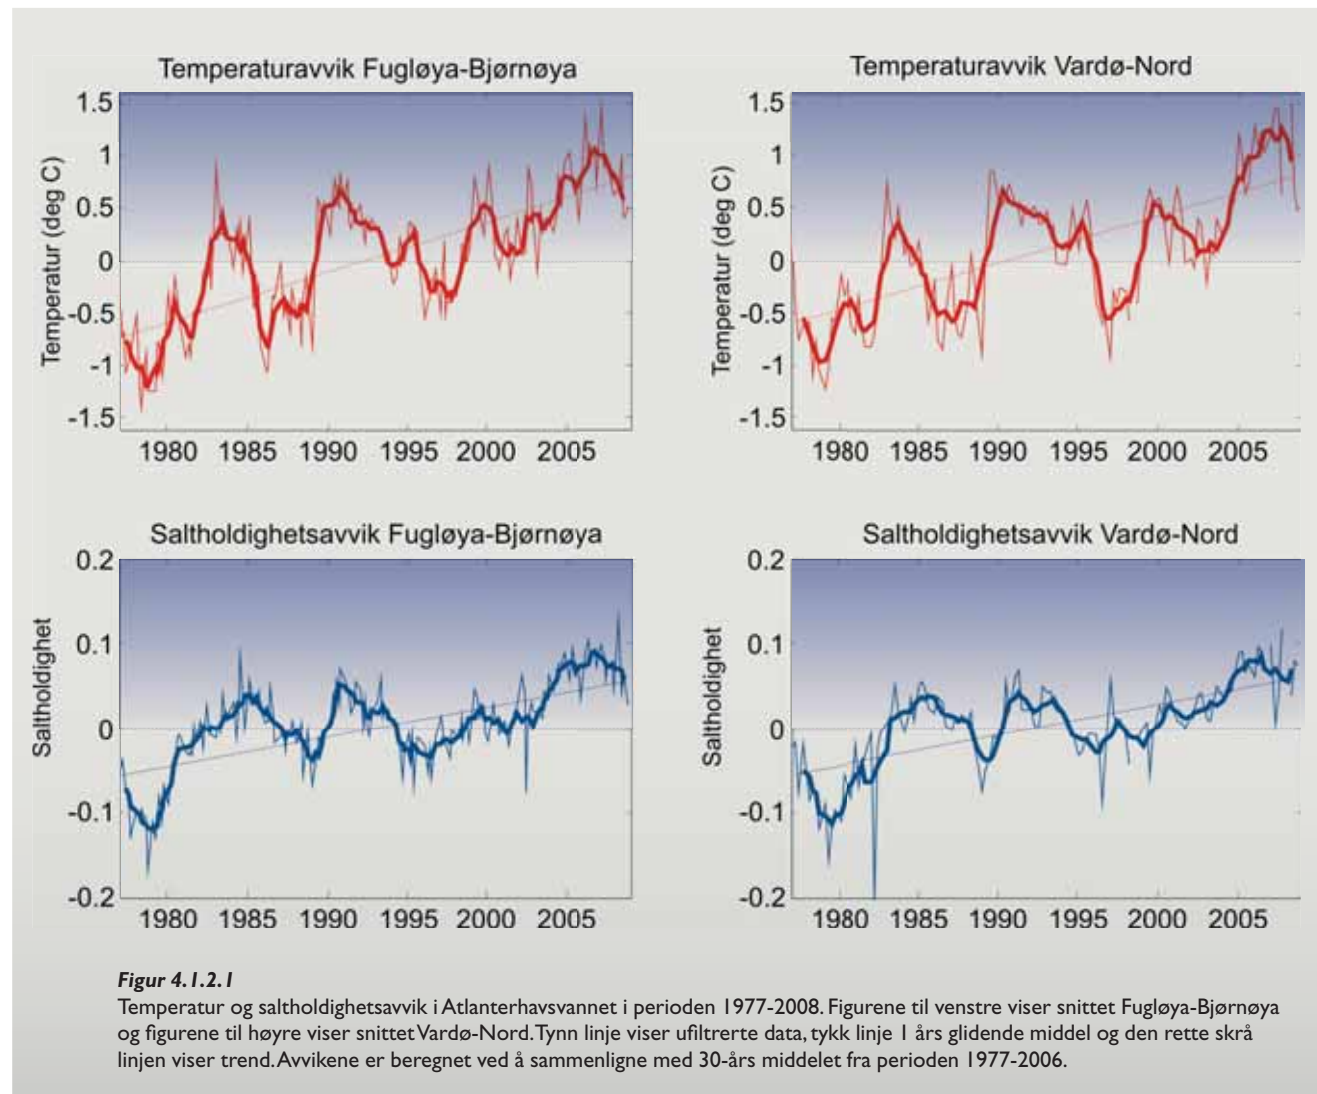 Temperaturavvik Fugløya-Bjørnøya
Temperatur (deg C)
1.5
1
0.5
0
-0.5
-1
-1.5
1980 1985 1990 1995 2000 2005
Temperaturavvik Vardø-Nord
Temperatur (deg C)
1.5
1
0.5
0
-0.5
-1
-1.5
1980 1985 1990 1995 2000 2005
Saltholdighetsavvik Fugløya-Bjørnøya
Saltholdighet
0.2
0.1
0
-0.1
-0.2
1980 1985 1990 1995 2000 2005
Saltholdighetsavvik Vardø-Nord
Saltholdighet
0.2
0.1
0
-0.1
-0.2
1980 1985 1990 1995 2000 2005
Figur 4.1.2.1
Temperatur og saltholdighetsavvik i Atlanterhavsvannet i perioden 1977-2008. Figurene til venstre viser snittet Fugløya-Bjørnøya
og figurene til høyre viser snittet Vardø-Nord. Tynn linje viser ufiltrerte data, tykk linje 1 års glidende middel og den rette skrå
linjen viser trend. Avvikene er beregnet ved å sammenligne med 30-års middelet fra perioden 1977-2006.